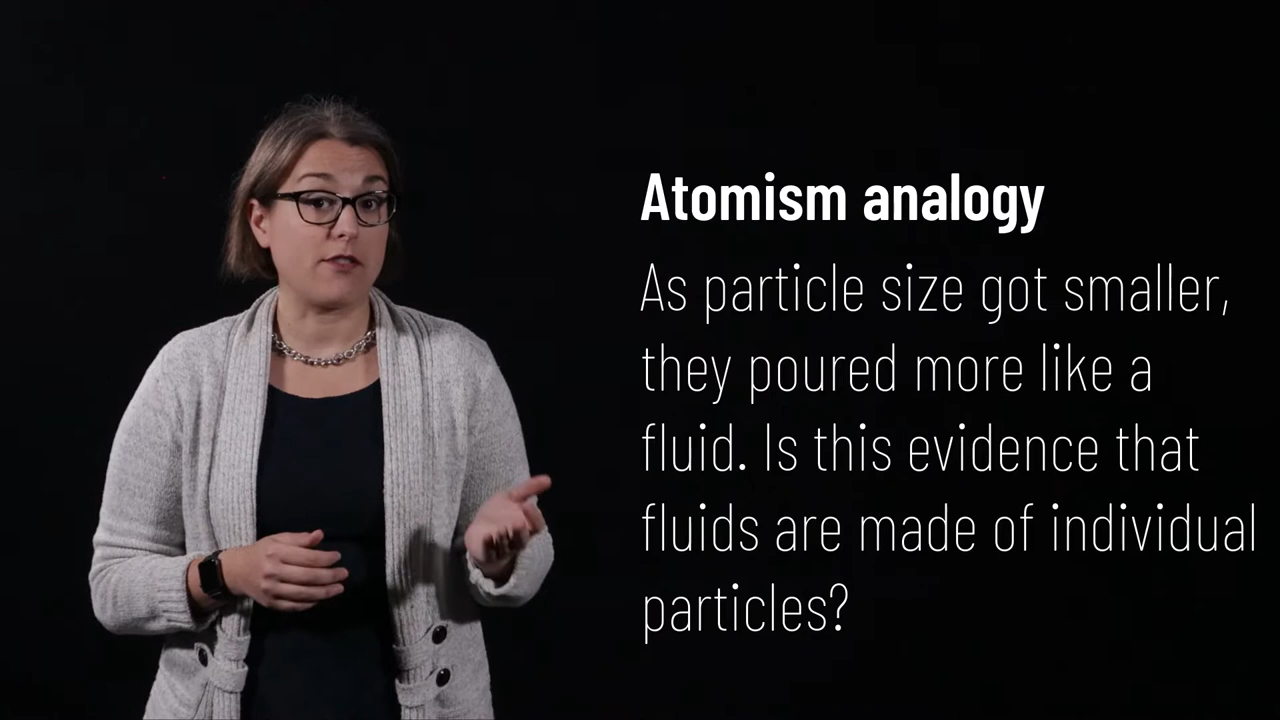 Atomism analogy
As particle size got smaller,
they poured more like a
fluid. Is this evidence that
fluids are made of individual
particles?